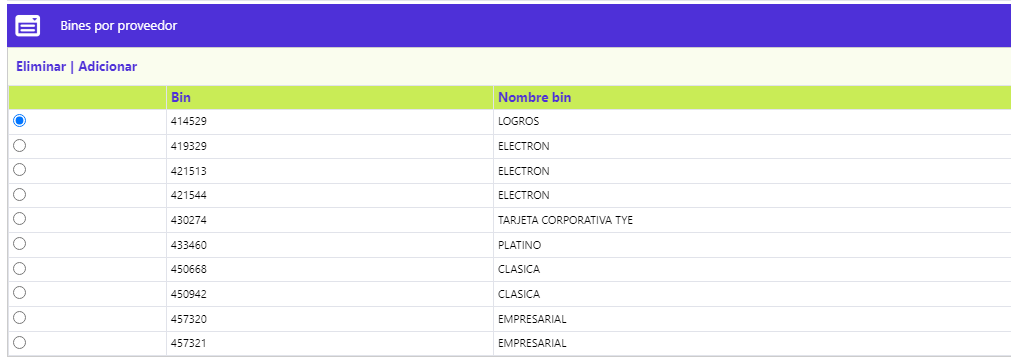 Bines por proveedor
Eliminar | Adicionar
Bin Nombre bin
414529 LOGROS
419329 ELECTRON
421513 ELECTRON
421544 ELECTRON
430274 TARJETA CORPORATIVA TYE
433460 PLATINO
450668 CLASICA
450942 CLASICA
457320 EMPRESARIAL
457321 EMPRESARIAL